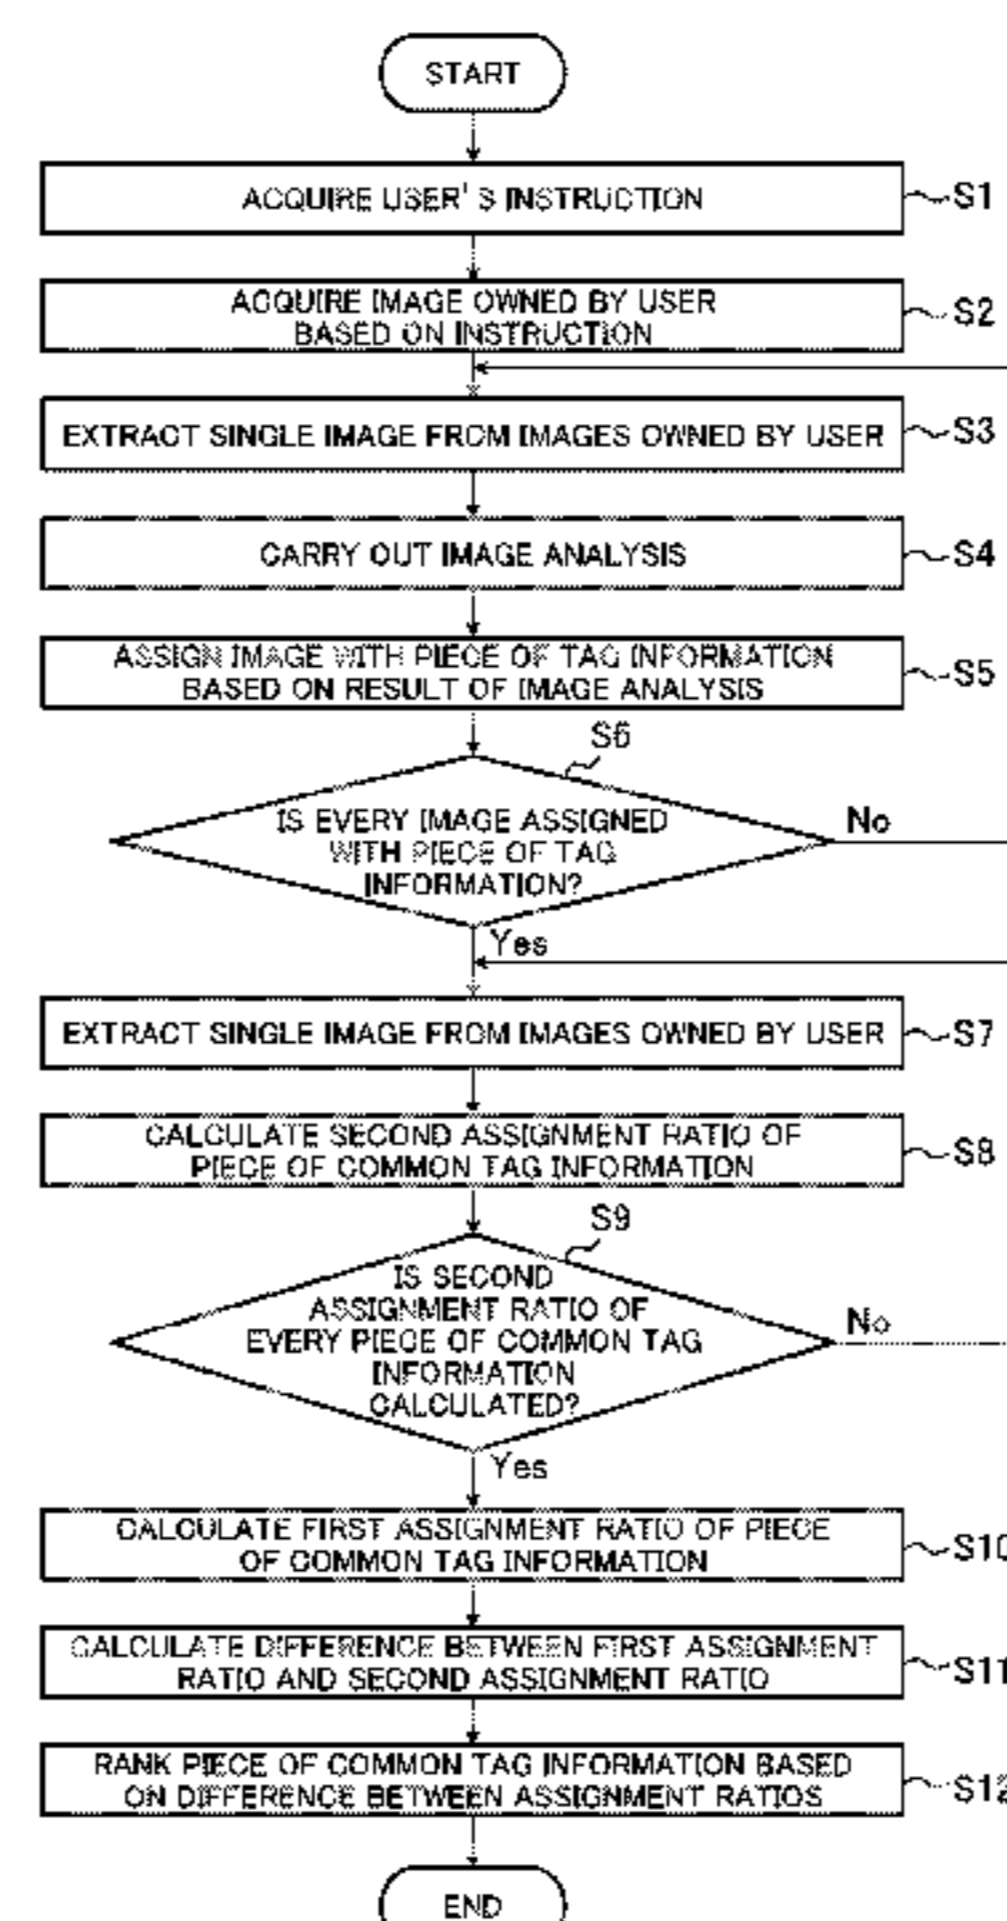 START
ACQUIRE USER'S INSTRUCTION
S1
ACQUIRE IMAGE OWNED BY USER
BASED ON INSTRUCTION
S2
EXTRACT SINGLE IMAGE FROM IMAGES OWNED BY USER
S3
CARRY OUT IMAGE ANALYSIS
S4
ASSIGN IMAGE WITH PIECE OF TAG INFORMATION
BASED ON RESULT OF IMAGE ANALYSIS
S5
S6
IS EVERY IMAGE ASSIGNED
WITH PIECE OF TAG
INFORMATION?
No
Yes
EXTRACT SINGLE IMAGE FROM IMAGES OWNED BY USER
S7
CALCULATE SECOND ASSIGNMENT RATIO OF
PIECE OF COMMON TAG INFORMATION
S8
S9
IS SECOND
ASSIGNMENT RATIO OF
EVERY PIECE OF COMMON TAG
INFORMATION
CALCULATED?
No
Yes
CALCULATE FIRST ASSIGNMENT RATIO OF PIECE
OF COMMON TAG INFORMATION
S10
CALCULATE DIFFERENCE BETWEEN FIRST ASSIGNMENT
RATIO AND SECOND ASSIGNMENT RATIO
S11
RANK PIECE OF COMMON TAG INFORMATION BASED
ON DIFFERENCE BETWEEN ASSIGNMENT RATIOS
S12
END